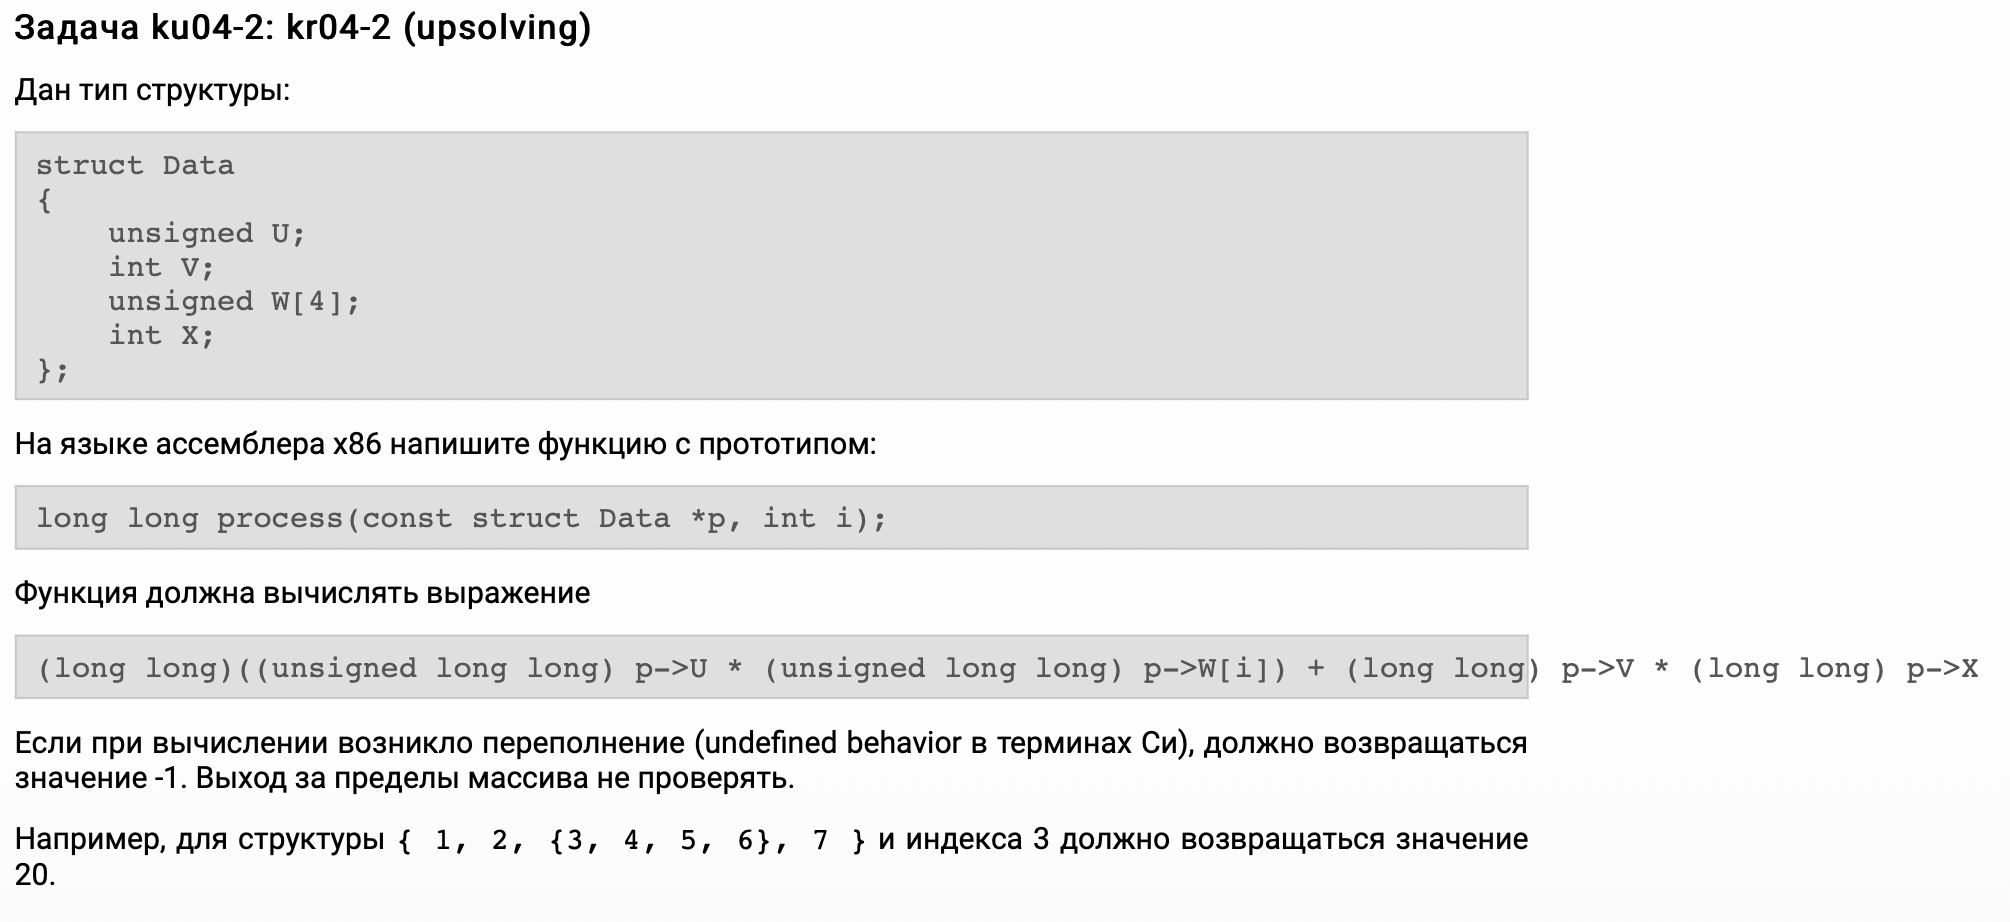 Задача ku04-2: kr04-2 (upsolving)
Дан тип структуры:
struct Data
{
    unsigned U;
    int V;
    unsigned W[4];
    int X;
};
На языке ассемблера x86 напишите функцию с прототипом:
long long process(const struct Data *p, int i);
Функция должна вычислять выражение
(long long)((unsigned long long) p->U * (unsigned long long) p->W[i]) + (long long) p->V * (long long) p->X
Если при вычислении возникло переполнение (undefined behavior в терминах Си), должно возвращаться
значение -1. Выход за пределы массива не проверять.
Например, для структуры { 1, 2, {3, 4, 5, 6}, 7 } и индекса 3 должно возвращаться значение
20.